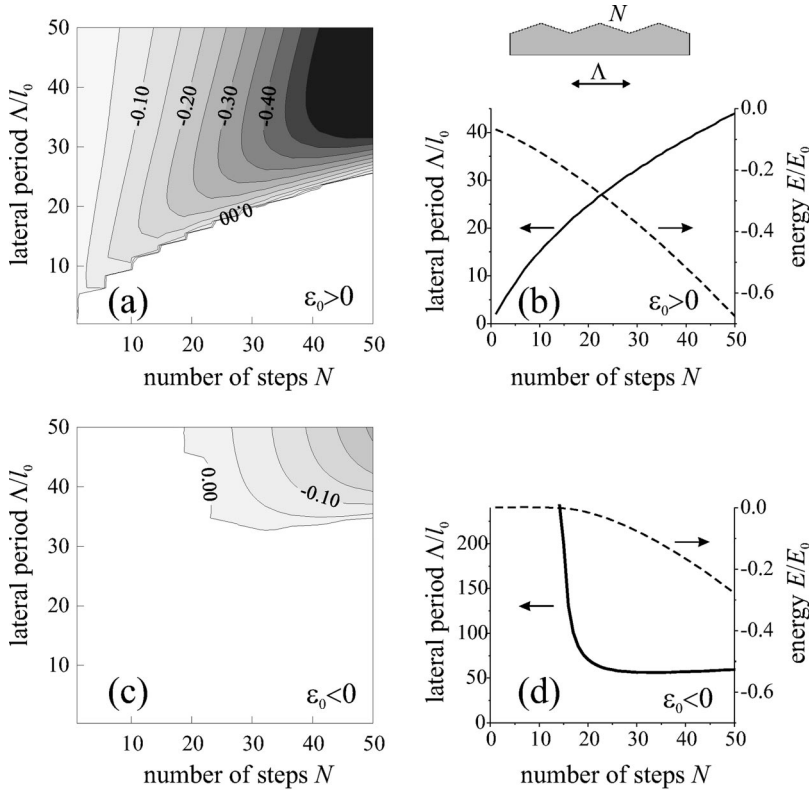 50
40
30
20
10
lateral period Λ/l₀
-0.10
-0.20
-0.30
-0.40
0.00
(a)
ε₀>0
10 20 30 40 50
number of steps N
N
Λ
40
30
20
10
0
lateral period Λ/l₀
0.0
-0.2
-0.4
-0.6
energy E/E₀
(b)
ε₀>0
0 10 20 30 40 50
number of steps N
50
40
30
20
10
lateral period Λ/l₀
0.00
-0.10
(c)
ε₀<0
10 20 30 40 50
number of steps N
200
150
100
50
0
lateral period Λ/l₀
0.0
-0.2
-0.4
-0.6
energy E/E₀
(d)
ε₀<0
0 10 20 30 40 50
number of steps N